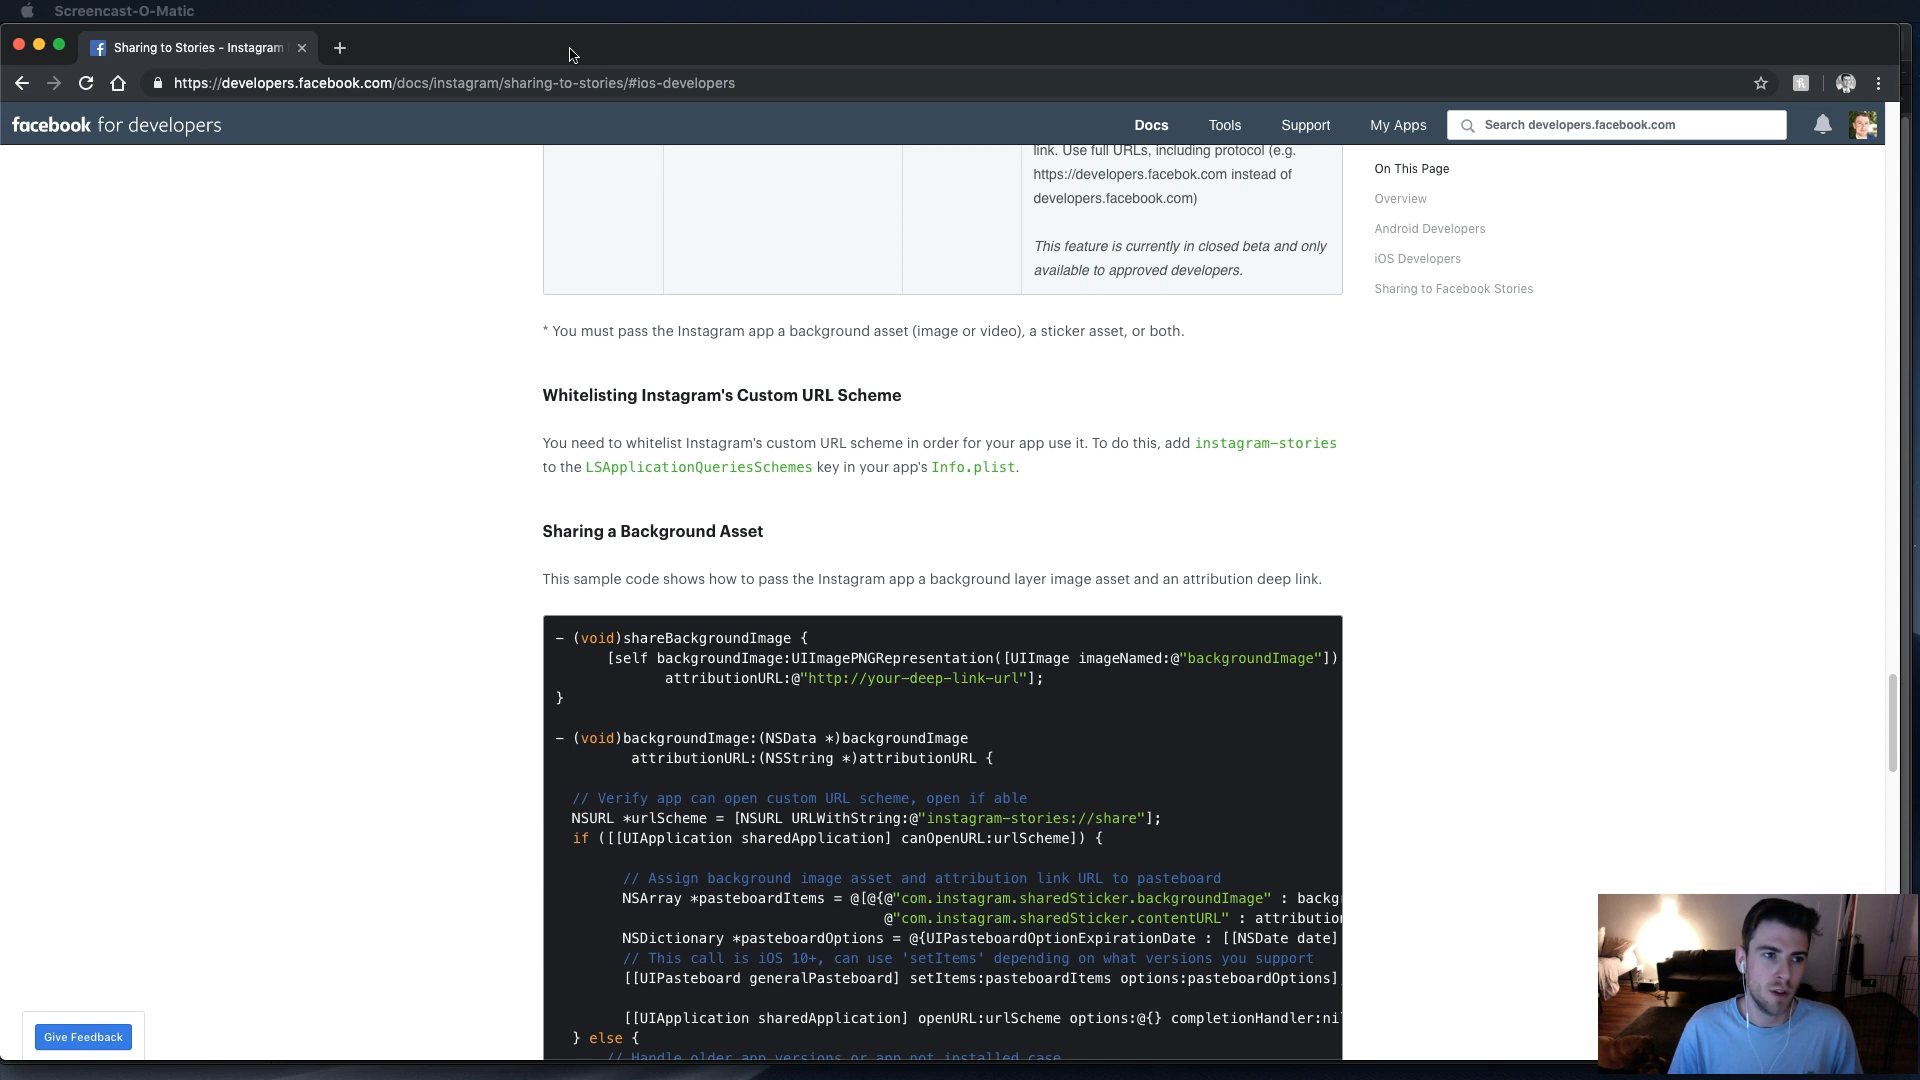 Screencast-O-Matic
Sharing to Stories - Instagram
https://developers.facebook.com/docs/instagram/sharing-to-stories/#ios-developers
facebook for developers
Docs
Tools
Support
My Apps
Search developers.facebook.com
link. Use full URLs, including protocol (e.g.
https://developers.facebok.com instead of
developers.facebook.com)
This feature is currently in closed beta and only
available to approved developers.
On This Page
Overview
Android Developers
iOS Developers
Sharing to Facebook Stories
* You must pass the Instagram app a background asset (image or video), a sticker asset, or both.
Whitelisting Instagram's Custom URL Scheme
You need to whitelist Instagram's custom URL scheme in order for your app use it. To do this, add instagram-stories
to the LSApplicationQueriesSchemes key in your app's Info.plist.
Sharing a Background Asset
This sample code shows how to pass the Instagram app a background layer image asset and an attribution deep link.
- (void)shareBackgroundImage {
[self backgroundImage:UIImagePNGRepresentation([UIImage imageNamed:@"backgroundImage"])
attributionURL:@"http://your-deep-link-url"];
}
- (void)backgroundImage:(NSData *)backgroundImage
attributionURL:(NSString *)attributionURL {
// Verify app can open custom URL scheme, open if able
NSURL *urlScheme = [NSURL URLWithString:@"instagram-stories://share"];
if ([[UIApplication sharedApplication] canOpenURL:urlScheme]) {
// Assign background image asset and attribution link URL to pasteboard
NSArray *pasteboardItems = @[@{@"com.instagram.sharedSticker.backgroundImage" : backg
@"com.instagram.sharedSticker.contentURL" : attribution
NSDictionary *pasteboardOptions = @{UIPasteboardOptionExpirationDate : [[NSDate date]
// This call is iOS 10+, can use 'setItems' depending on what versions you support
[[UIPasteboard generalPasteboard] setItems:pasteboardItems options:pasteboardOptions]
[[UIApplication sharedApplication] openURL:urlScheme options:@{} completionHandler:ni
} else {
// Handle older app versions or app not installed case
Give Feedback